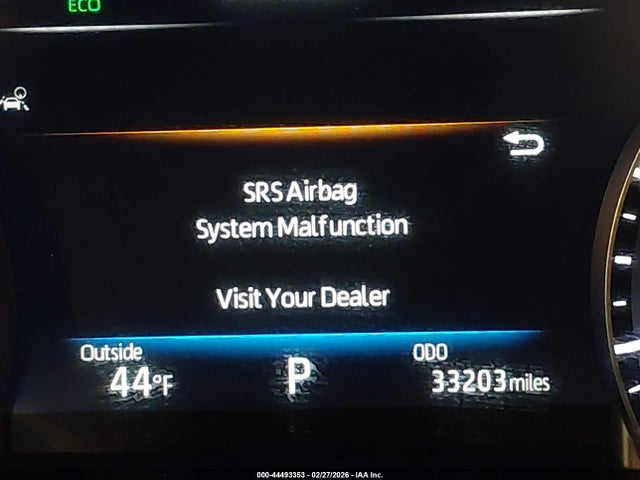 ECO
SRS Airbag
System Malfunction
Visit Your Dealer
Outside
ODO
44°F
P
33203 miles
000-44493353 - 02/27/2026 - IAA Inc.